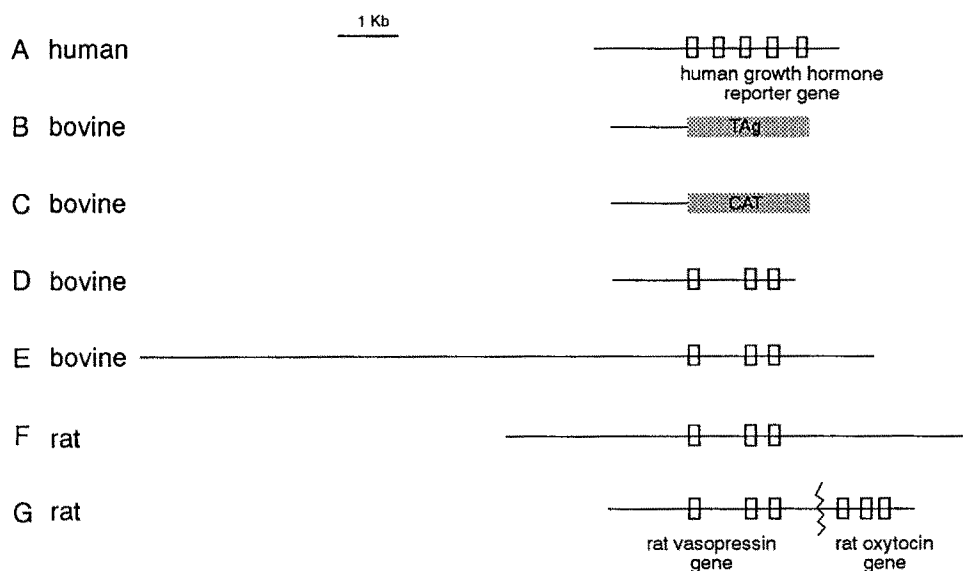 1 Kb
A human
human growth hormone
reporter gene
B bovine
TAg
C bovine
CAT
D bovine
E bovine
F rat
G rat
rat vasopressin
gene
rat oxytocin
gene